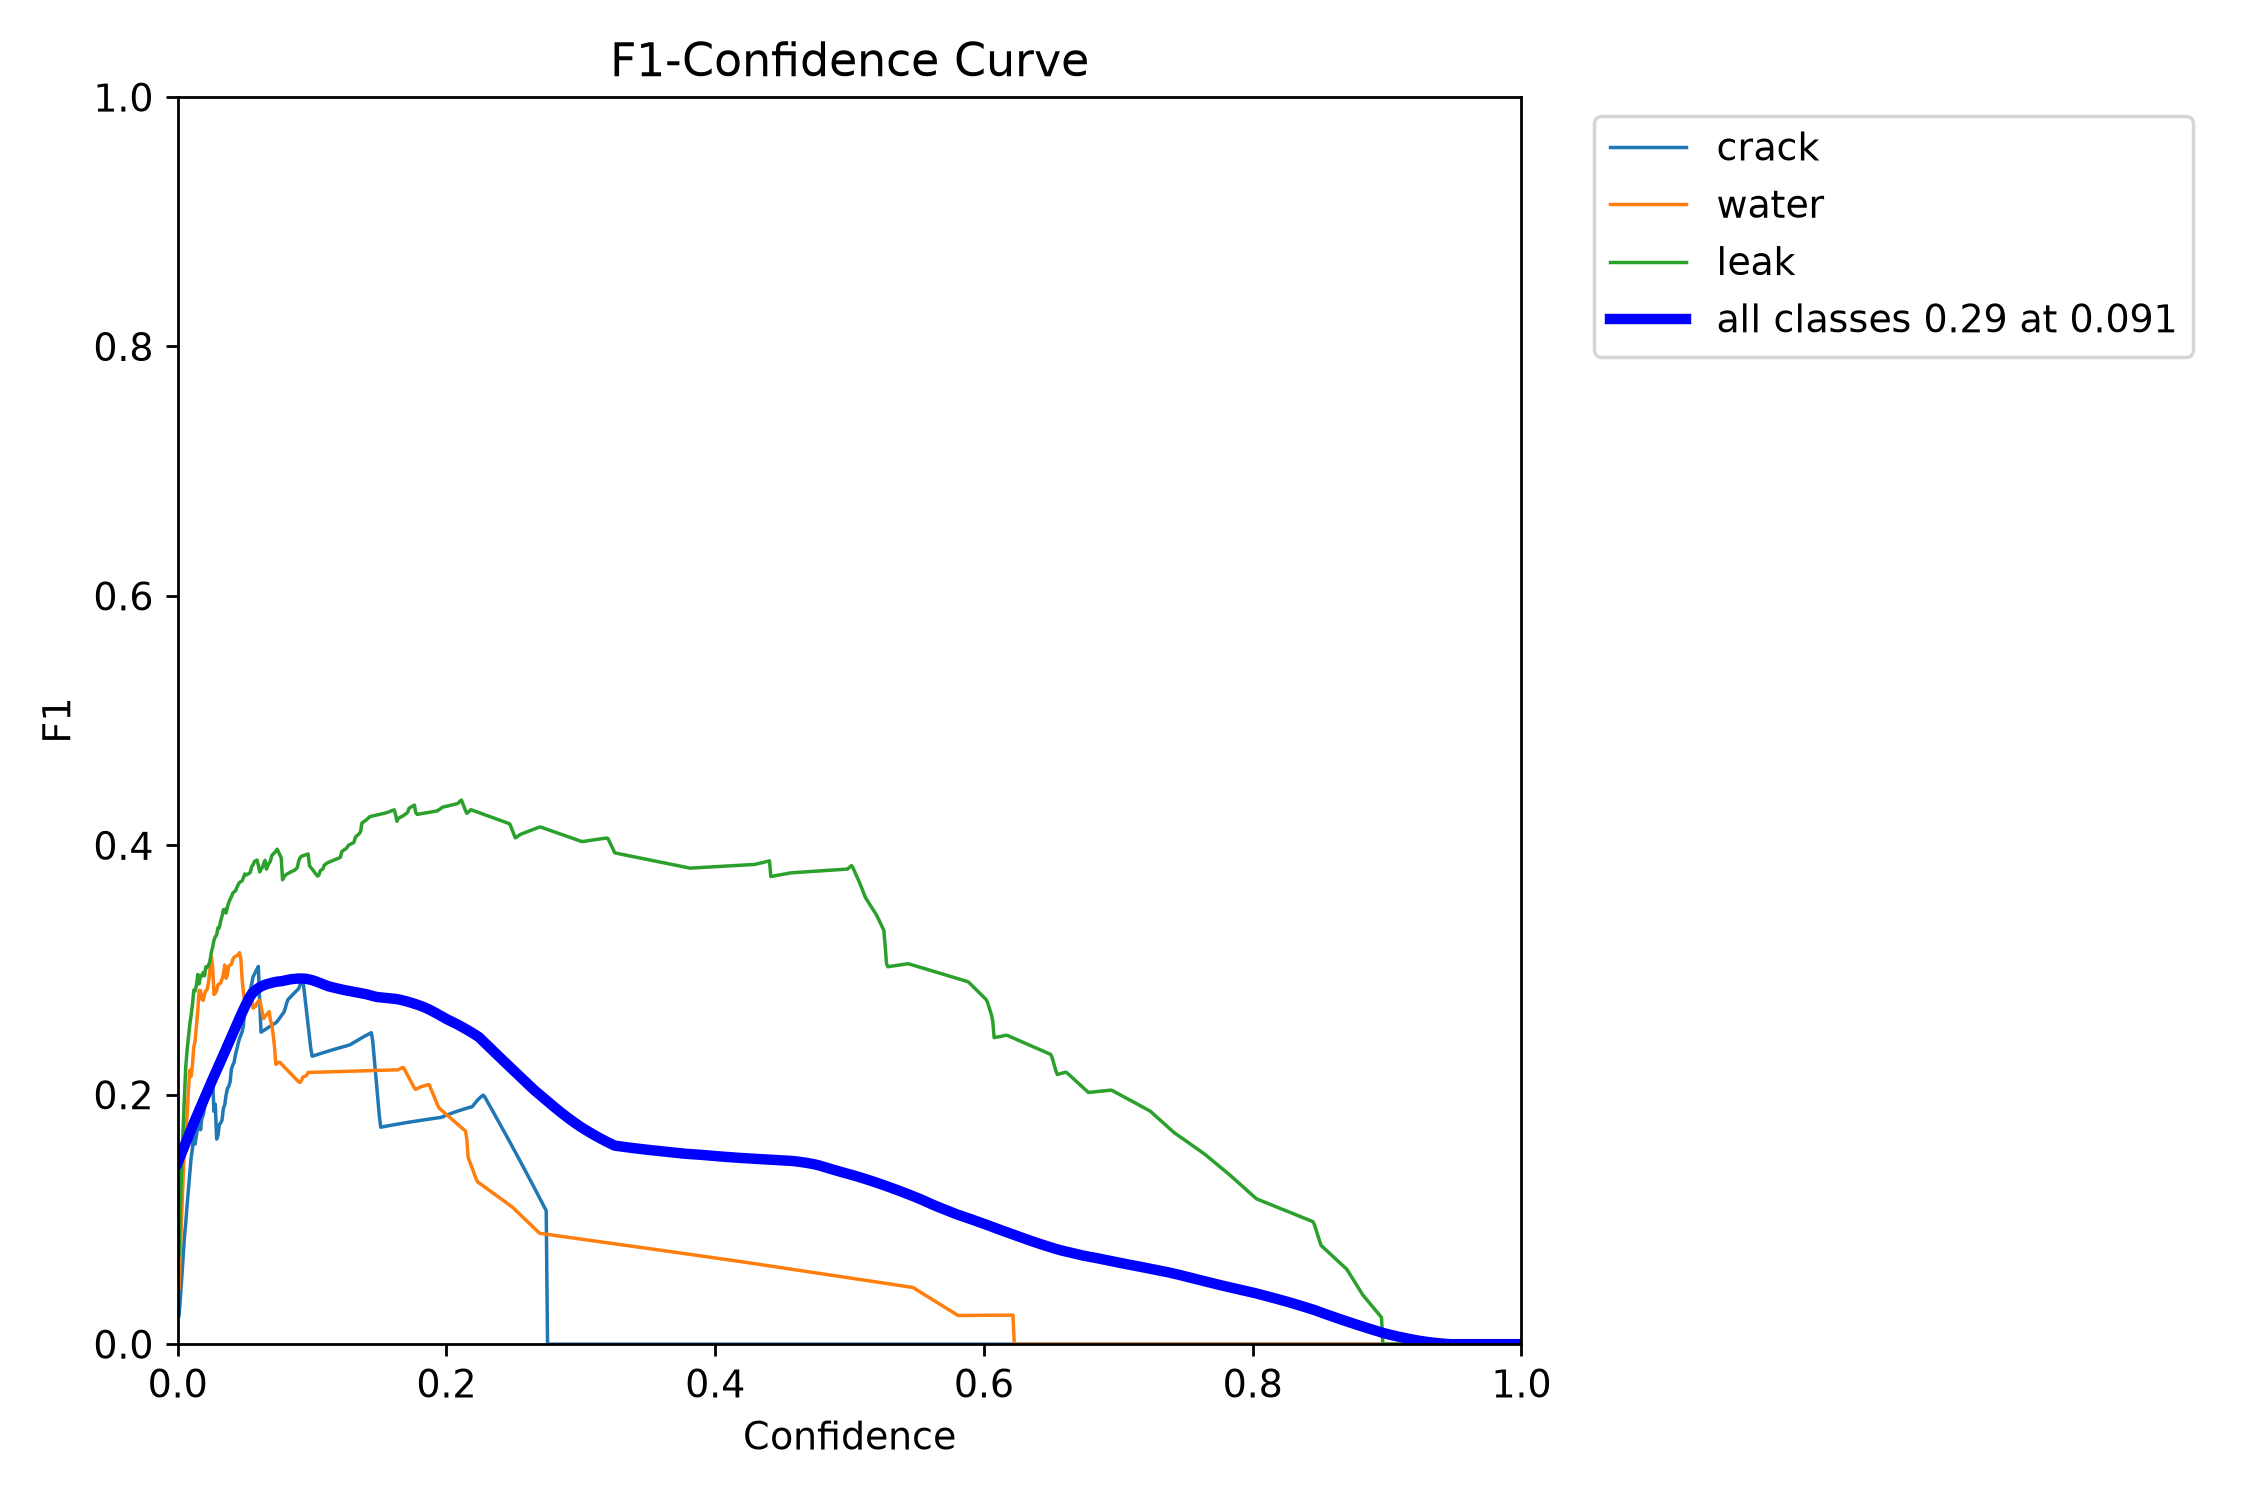 F1-Confidence Curve
1.0
0.8
0.6
0.4
0.2
0.0
F1
0.0 0.2 0.4 0.6 0.8 1.0
Confidence
crack
water
leak
all classes 0.29 at 0.091